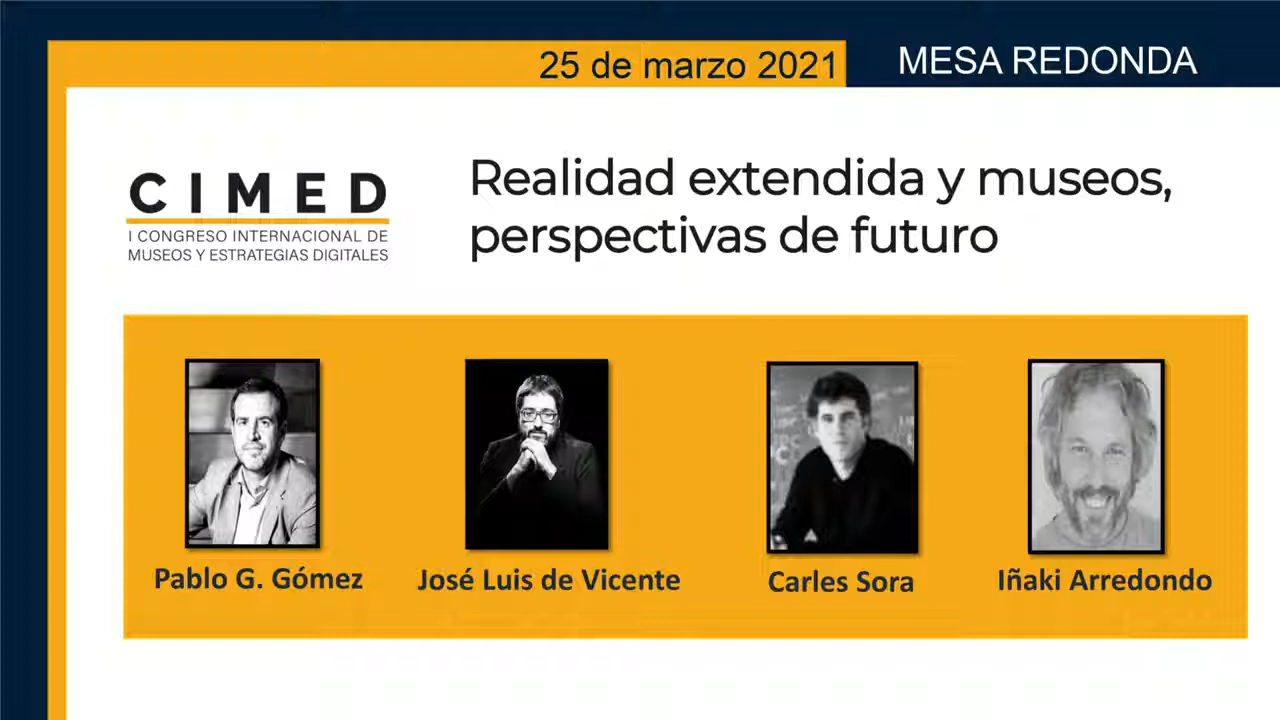 25 de marzo 2021
MESA REDONDA
CIMED
I CONGRESO INTERNACIONAL DE
MUSEOS Y ESTRATEGIAS DIGITALES
Realidad extendida y museos,
perspectivas de futuro
Pablo G. Gómez
José Luis de Vicente
Carles Sora
Iñaki Arredondo